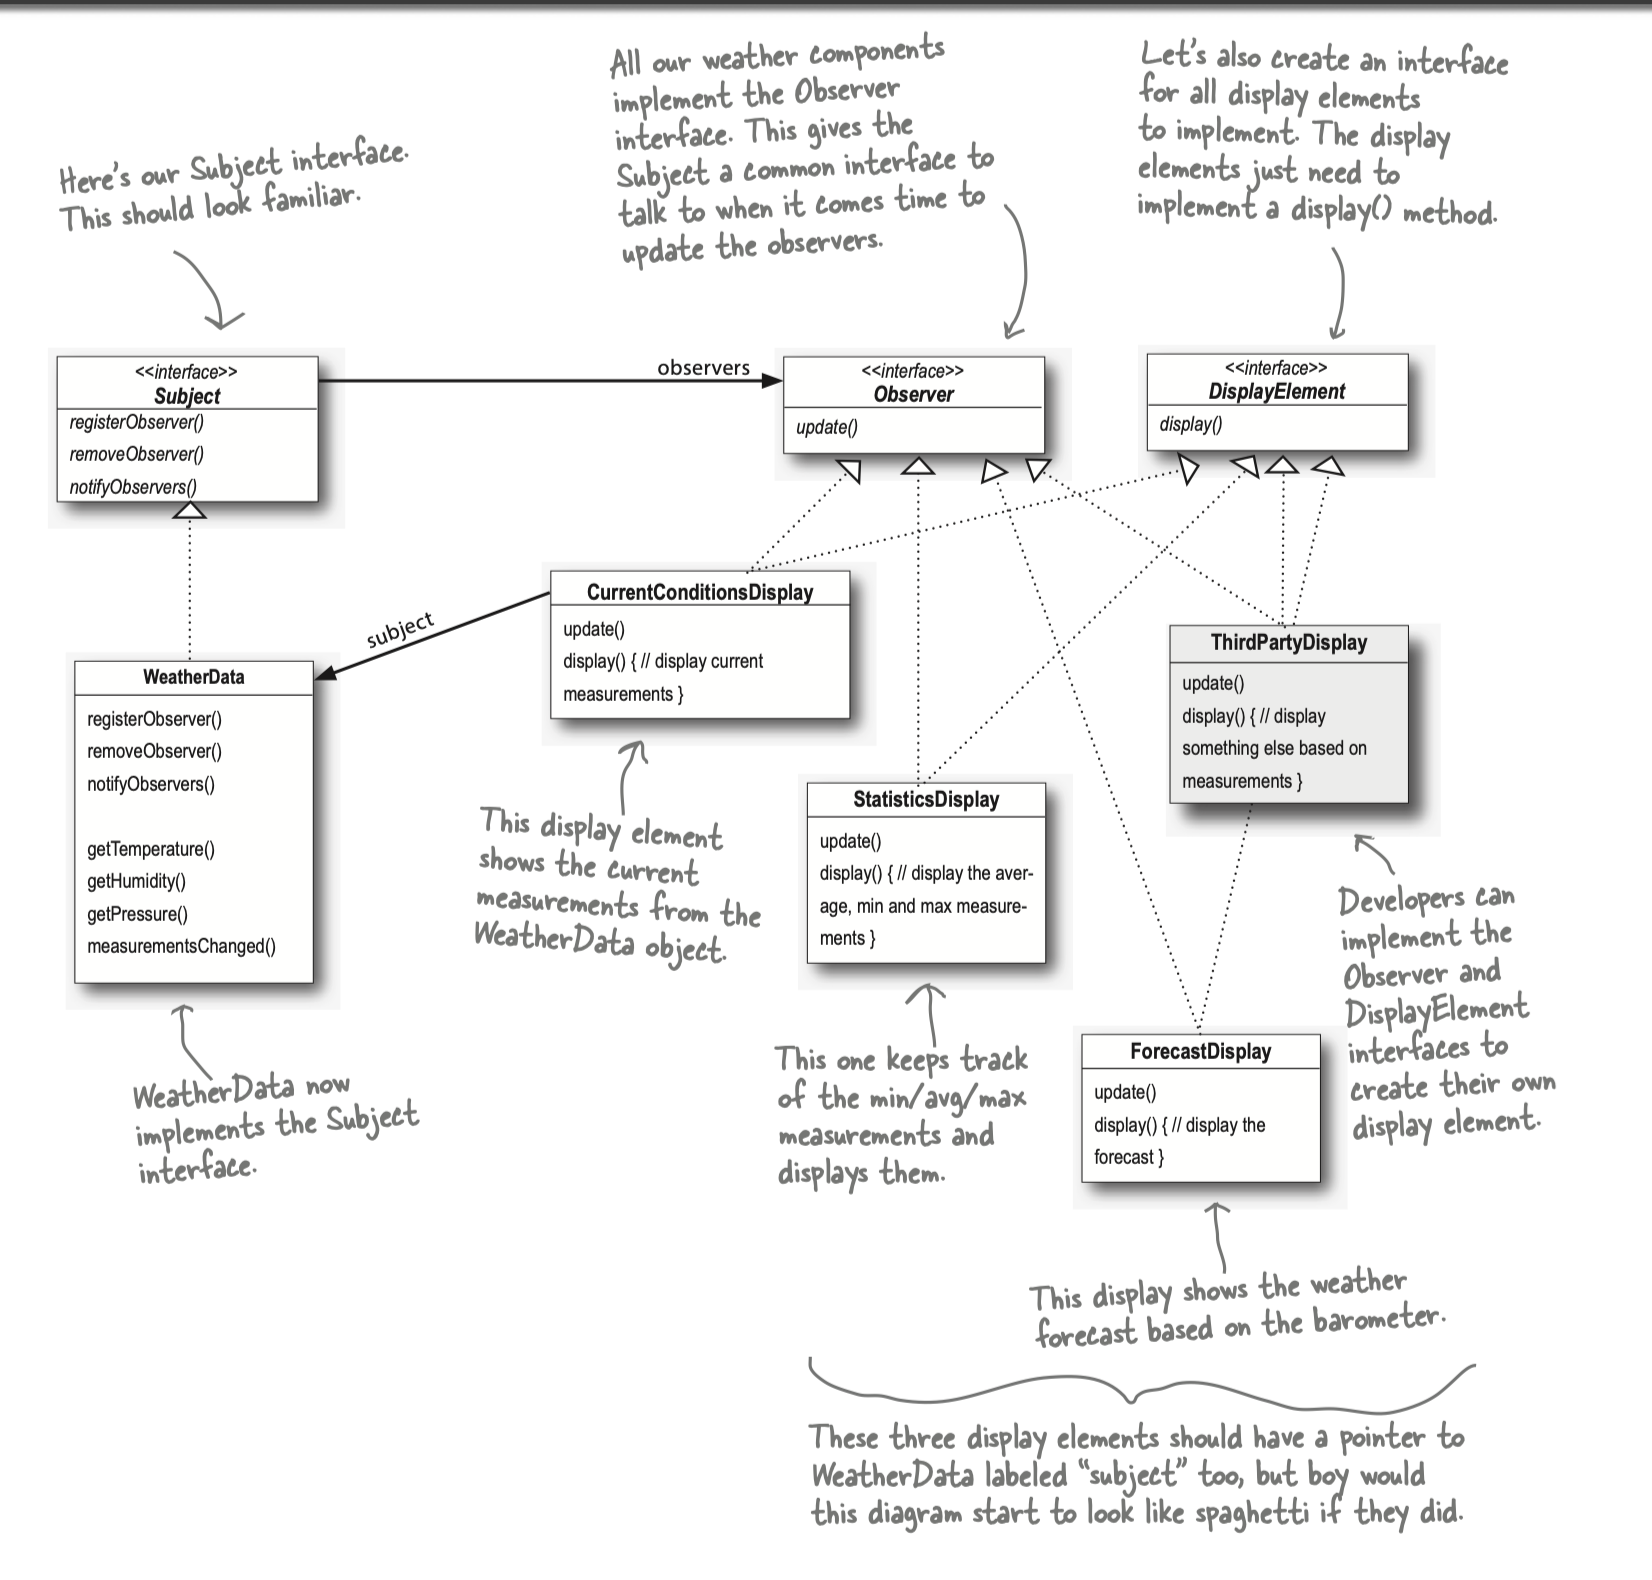 Here's our Subject interface.
This should look familiar.
All our weather components
implement the Observer
interface. This gives the
Subject a common interface to
talk to when it comes time to
update the observers.
Let's also create an interface
for all display elements
to implement. The display
elements just need to
implement a display() method.
<<interface>>
Subject
registerObserver()
removeObserver()
notifyObservers()
observers
<<interface>>
Observer
update()
<<interface>>
DisplayElement
display()
subject
WeatherData
registerObserver()
removeObserver()
notifyObservers()
getTemperature()
getHumidity()
getPressure()
measurementsChanged()
CurrentConditionsDisplay
update()
display() { // display current
measurements }
StatisticsDisplay
update()
display() { // display the aver-
age, min and max measure-
ments }
ThirdPartyDisplay
update()
display() { // display
something else based on
measurements }
ForecastDisplay
update()
display() { // display the
forecast }
WeatherData now
implements the Subject
interface.
This display element
shows the current
measurements from the
WeatherData object.
This one keeps track
of the min/avg/max
measurements and
displays them.
Developers can
implement the
Observer and
DisplayElement
interfaces to
create their own
display element.
This display shows the weather
forecast based on the barometer.
These three display elements should have a pointer to
WeatherData labeled “subject” too, but boy would
this diagram start to look like spaghetti if they did.